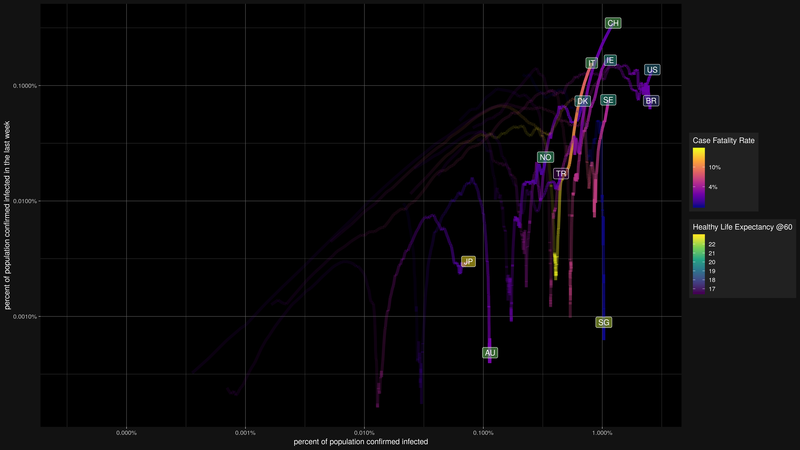 CH
IT
IE
US
0.1000%
DK
SE
BR
NO
TR
0.0100%
JP
SG
0.0010%
AU
percent of population confirmed infected in the last week
0.000%
0.001%
0.010%
0.100%
1.000%
percent of population confirmed infected
Case Fatality Rate
10%
4%
Healthy Life Expectancy @60
22
21
20
19
18
17